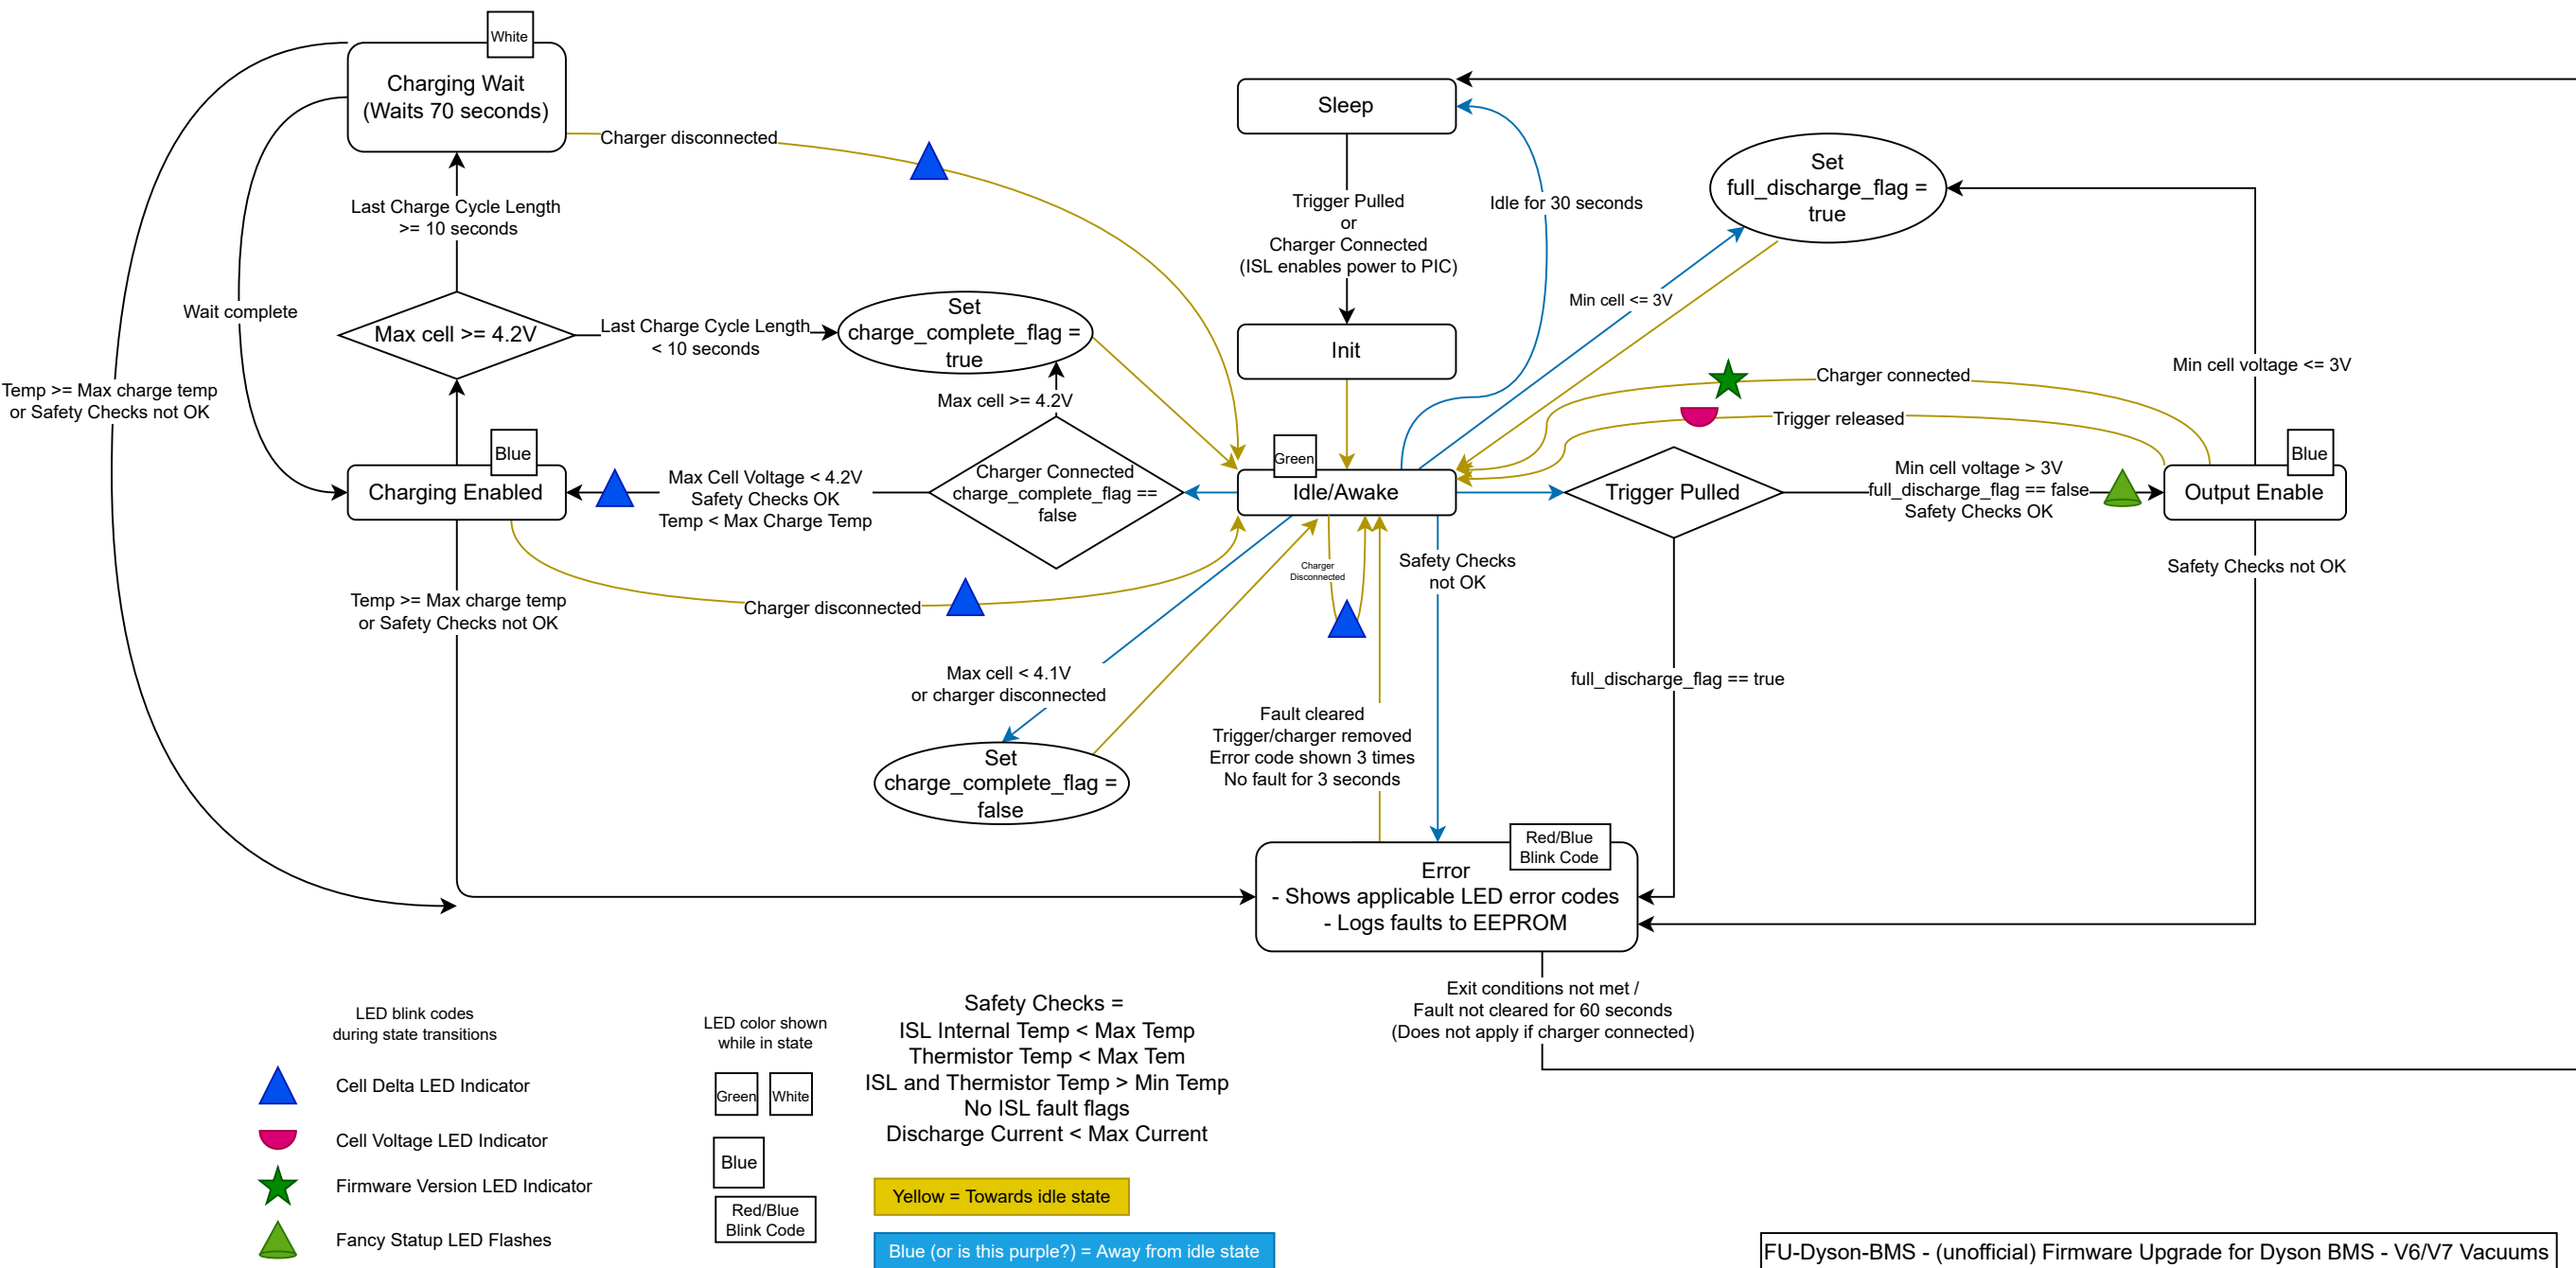 White
Charging Wait
(Waits 70 seconds)
Charger disconnected
Last Charge Cycle Length
>= 10 seconds
Wait complete
Max cell >= 4.2V
Last Charge Cycle Length
< 10 seconds
Set
charge_complete_flag =
true
Max cell >= 4.2V
Temp >= Max charge temp
or Safety Checks not OK
Blue
Charging Enabled
Max Cell Voltage < 4.2V
Safety Checks OK
Temp < Max Charge Temp
Charger Connected
charge_complete_flag ==
false
Charger disconnected
Temp >= Max charge temp
or Safety Checks not OK
Sleep
Trigger Pulled
or
Charger Connected
(ISL enables power to PIC)
Init
Idle for 30 seconds
Set
full_discharge_flag =
true
Min cell <= 3V
Charger connected
Trigger released
Min cell voltage <= 3V
Green
Idle/Awake
Trigger Pulled
Min cell voltage > 3V
full_discharge_flag == false
Safety Checks OK
Blue
Output Enable
Safety Checks not OK
Charger
Disconnected
Safety Checks
not OK
Max cell < 4.1V
or charger disconnected
Set
charge_complete_flag =
false
Fault cleared
Trigger/charger removed
Error code shown 3 times
No fault for 3 seconds
full_discharge_flag == true
Red/Blue
Blink Code
Error
- Shows applicable LED error codes
- Logs faults to EEPROM
Exit conditions not met /
Fault not cleared for 60 seconds
(Does not apply if charger connected)
LED blink codes
during state transitions
Cell Delta LED Indicator
Cell Voltage LED Indicator
Firmware Version LED Indicator
Fancy Statup LED Flashes
LED color shown
while in state
Green
White
Blue
Red/Blue
Blink Code
Safety Checks =
ISL Internal Temp < Max Temp
Thermistor Temp < Max Tem
ISL and Thermistor Temp > Min Temp
No ISL fault flags
Discharge Current < Max Current
Yellow = Towards idle state
Blue (or is this purple?) = Away from idle state
FU-Dyson-BMS - (unofficial) Firmware Upgrade for Dyson BMS - V6/V7 Vacuums